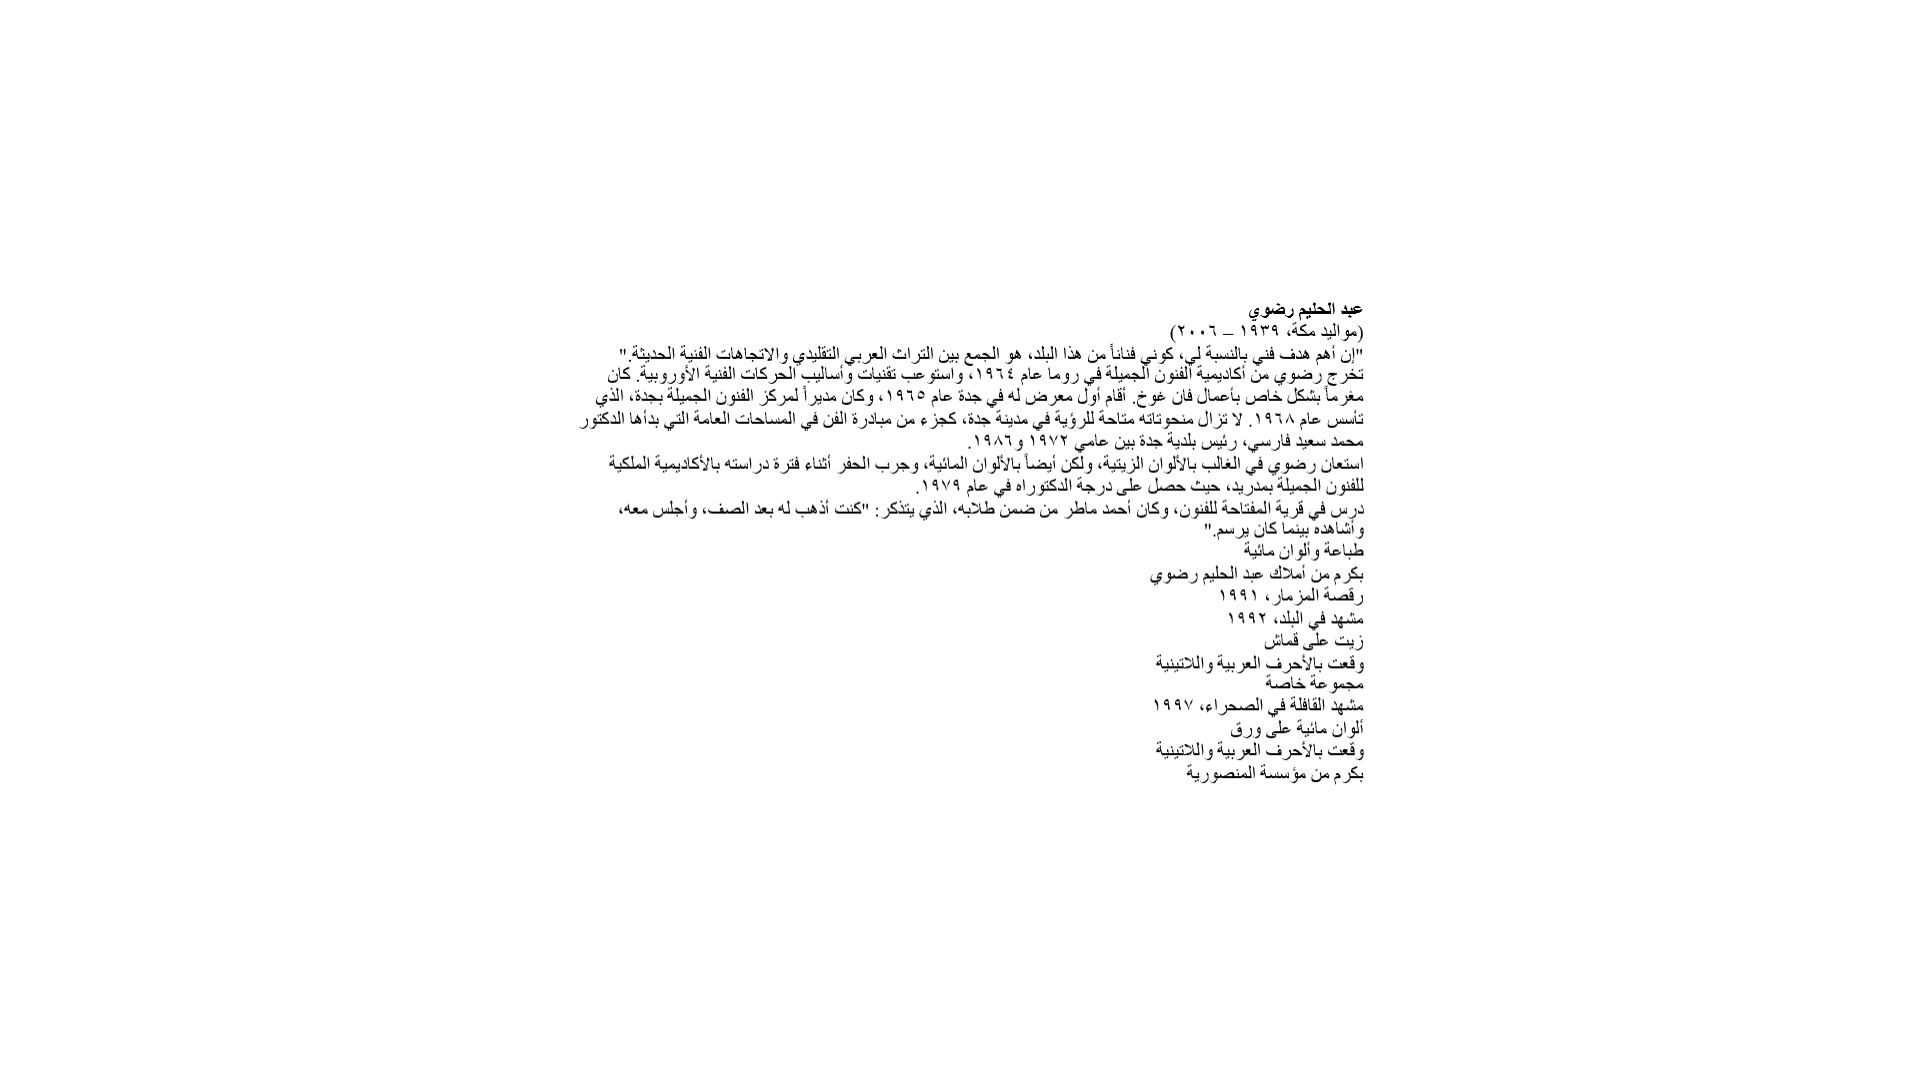 عبد الحليم رضوي
(مواليد مكة، ١٩٣٩ – ٢٠٠٦)
"إن أهم هدف فني بالنسبة لي، كوني فناناً من هذا البلد، هو الجمع بين التراث العربي التقليدي والاتجاهات الفنية الحديثة."
تخرج رضوي من أكاديمية الفنون الجميلة في روما عام ١٩٦٤، واستوعب تقنيات وأساليب الحركات الفنية الأوروبية. كان
مغرماً بشكل خاص بأعمال فان غوخ. أقام أول معرض له في جدة عام ١٩٦٥، وكان مديراً لمركز الفنون الجميلة بجدة، الذي
تأسس عام ١٩٦٨. لا تزال منحوتاته متاحة للرؤية في مدينة جدة، كجزء من مبادرة الفن في المساحات العامة التي بدأها الدكتور
محمد سعيد فارسي، رئيس بلدية جدة بين عامي ١٩٧٢ و١٩٨٦.
استعان رضوي في الغالب بالألوان الزيتية، ولكن أيضاً بالألوان المائية، وجرب الحفر أثناء فترة دراسته بالأكاديمية الملكية
للفنون الجميلة بمدريد، حيث حصل على درجة الدكتوراه في عام ١٩٧٩.
درس في قرية المفتاحة للفنون، وكان أحمد ماطر من ضمن طلابه، الذي يتذكر: "كنت أذهب له بعد الصف، وأجلس معه،
وأشاهده بينما كان يرسم."
طباعة وألوان مائية
بكرم من أملاك عبد الحليم رضوي
رقصة المزمار، ١٩٩١
مشهد في البلد، ١٩٩٢
زيت على قماش
وقعت بالأحرف العربية واللاتينية
مجموعة خاصة
مشهد القافلة في الصحراء، ١٩٩٧
ألوان مائية على ورق
وقعت بالأحرف العربية واللاتينية
بكرم من مؤسسة المنصورية